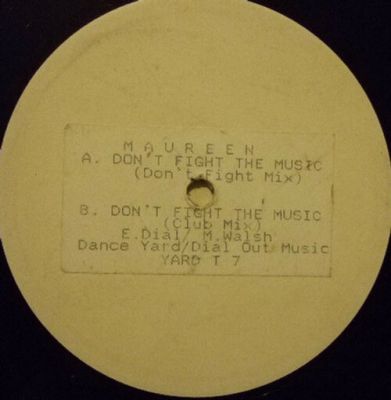 MAUREEN
A. DON'T FIGHT THE MUSIC
(Don't Fight Mix)
B. DON'T FIGHT THE MUSIC
(Club Mix)
E.Dial/ M.Walsh
Dance Yard/Dial Out Music
YARD T 7